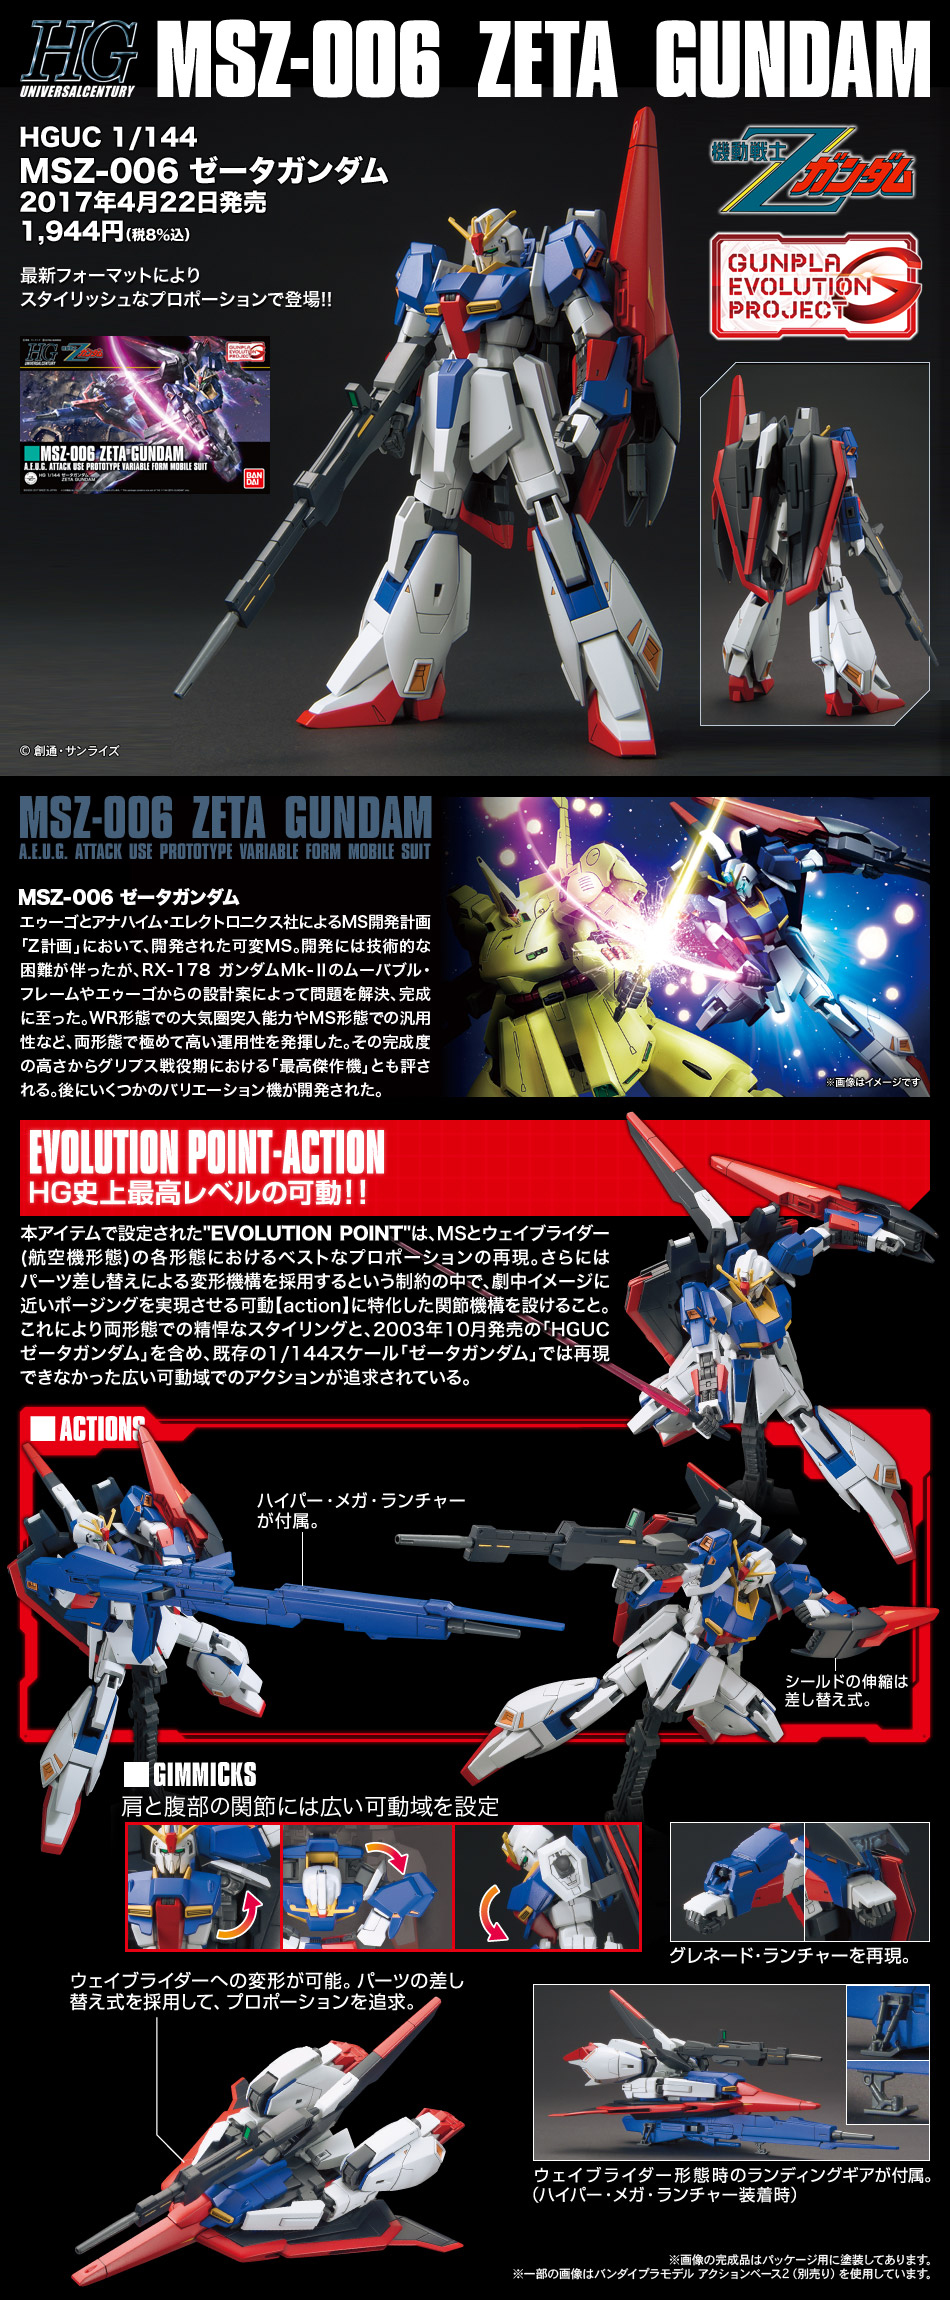 HG
UNIVERSAL CENTURY
MSZ-006 ZETA GUNDAM
HGUC 1/144
MSZ-006 ゼータガンダム
2017年4月22日発売
1,944円(税8%込)
最新フォーマットにより
スタイリッシュなプロポーションで登場!!
機動戦士
Zガンダム
GUNPLA
EVOLUTION
PROJECT
HG
GUNPLA
EVOLUTION
PROJECT
MSZ-006 ZETA GUNDAM
A.E.U.G. ATTACK USE PROTOTYPE VARIABLE FORM MOBILE SUIT
HG 1/144 ゼータガンダム
ZETA GUNDAM
BAN
DAI
© 創通・サンライズ
MSZ-006 ZETA GUNDAM
A.E.U.G. ATTACK USE PROTOTYPE VARIABLE FORM MOBILE SUIT
MSZ-006 ゼータガンダム
エゥーゴとアナハイム・エレクトロニクス社によるMS開発計画
「Z計画」において、開発された可変MS。開発には技術的な
困難が伴ったが、RX-178 ガンダムMk-IIのムーバブル・
フレームやエゥーゴからの設計案によって問題を解決、完成
に至った。WR形態での大気圏突入能力やMS形態での汎用
性など、両形態で極めて高い運用性を発揮した。その完成度
の高さからグリプス戦役期における「最高傑作機」とも評さ
れる。後にいくつかのバリエーション機が開発された。
※画像はイメージです
EVOLUTION POINT-ACTION
HG史上最高レベルの可動!!
本アイテムで設定された"EVOLUTION POINT"は、MSとウェイブライダー
(航空機形態)の各形態におけるベストなプロポーションの再現。さらには
パーツ差し替えによる変形機構を採用するという制約の中で、劇中イメージに
近いポージングを実現させる可動【action】に特化した関節機構を設けること。
これにより両形態での精悍なスタイリングと、2003年10月発売の「HGUC
ゼータガンダム」を含め、既存の1/144スケール「ゼータガンダム」では再現
できなかった広い可動域でのアクションが追求されている。
■ACTIONS
ハイパー・メガ・ランチャー
が付属。
シールドの伸縮は
差し替え式。
■GIMMICKS
肩と腹部の関節には広い可動域を設定
グレネード・ランチャーを再現。
ウェイブライダーへの変形が可能。パーツの差し
替え式を採用して、プロポーションを追求。
ウェイブライダー形態時のランディングギアが付属。
(ハイパー・メガ・ランチャー装着時)
※画像の完成品はパッケージ用に塗装してあります。
※一部の画像はバンダイプラモデル アクションベース2(別売り)を使用しています。